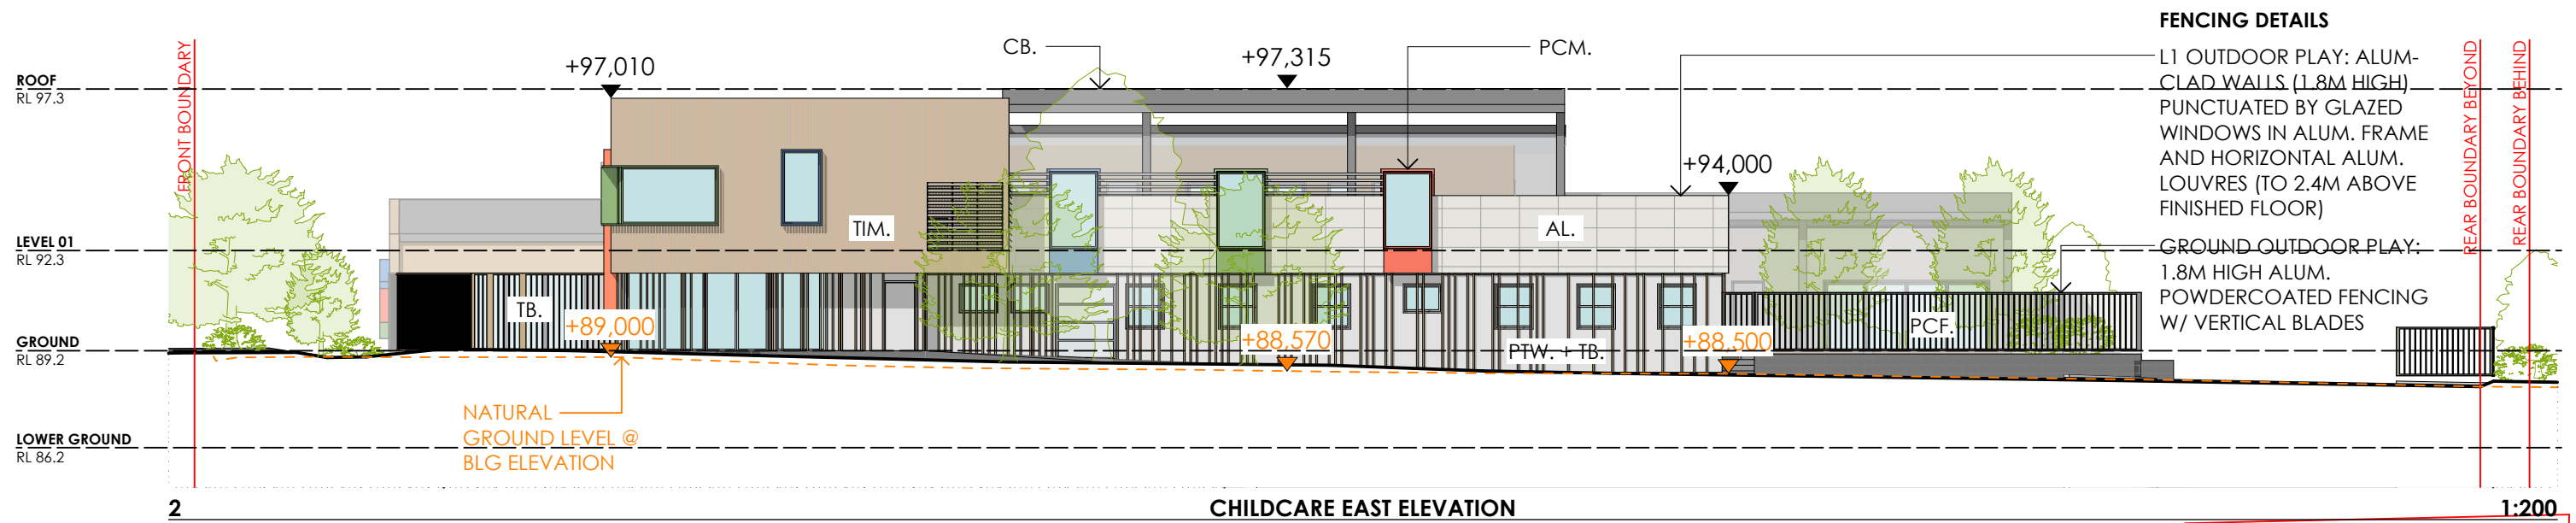 FENCING DETAILS
L1 OUTDOOR PLAY: ALUM-
CLAD WALLS (1.8M HIGH)
PUNCTUATED BY GLAZED
WINDOWS IN ALUM. FRAME
AND HORIZONTAL ALUM.
LOUVRES (TO 2.4M ABOVE
FINISHED FLOOR)
GROUND OUTDOOR PLAY:
1.8M HIGH ALUM.
POWDERCOATED FENCING
W/ VERTICAL BLADES
ROOF
RL 97.3
LEVEL 01
RL 92.3
GROUND
RL 89.2
LOWER GROUND
RL 86.2
FRONT BOUNDARY
+97,010
CB.
+97,315
PCM.
+94,000
TIM.
AL.
TB.
+89,000
+88,570
PTW. + TB.
+88,500
PCF.
REAR BOUNDARY BEYOND
REAR BOUNDARY BEHIND
NATURAL
GROUND LEVEL @
BLG ELEVATION
2
CHILDCARE EAST ELEVATION
1:200